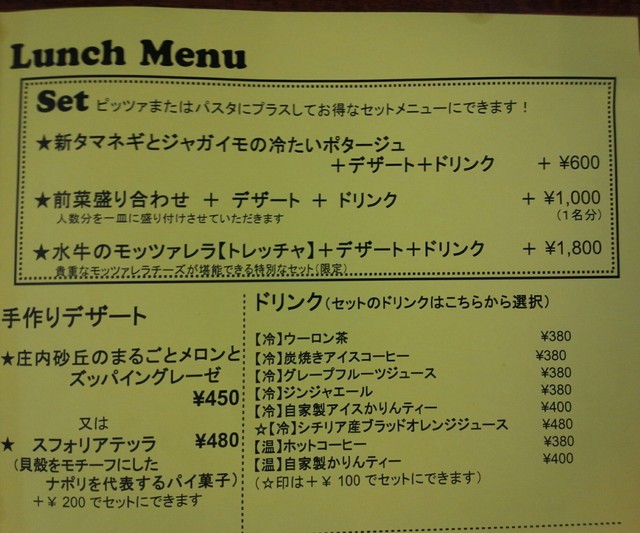 Lunch Menu
Set ピッツァまたはパスタにプラスしてお得なセットメニューにできます！
★新タマネギとジャガイモの冷たいポタージュ
＋デザート＋ドリンク ＋ ¥600
★前菜盛り合わせ ＋ デザート ＋ ドリンク ＋ ¥1,000
人数分を一皿に盛り付けさせていただきます （1名分）
★水牛のモッツァレラ【トレッチャ】＋デザート＋ドリンク ＋ ¥1,800
貴重なモッツァレラチーズが堪能できる特別なセット（限定）
手作りデザート
★庄内砂丘のまるごとメロンと
ズッパイングレーゼ
¥450
又は
★ スフォリアテッラ ¥480
（貝殻をモチーフにした
ナポリを代表するパイ菓子）
＋¥ 200 でセットにできます
ドリンク（セットのドリンクはこちらから選択）
【冷】ウーロン茶 ¥380
【冷】炭焼きアイスコーヒー ¥380
【冷】グレープフルーツジュース ¥380
【冷】ジンジャエール ¥380
【冷】自家製アイスかりんティー ¥400
☆【冷】シチリア産ブラッドオレンジジュース ¥480
【温】ホットコーヒー ¥380
【温】自家製かりんティー ¥400
（☆印は＋¥ 100 でセットにできます）